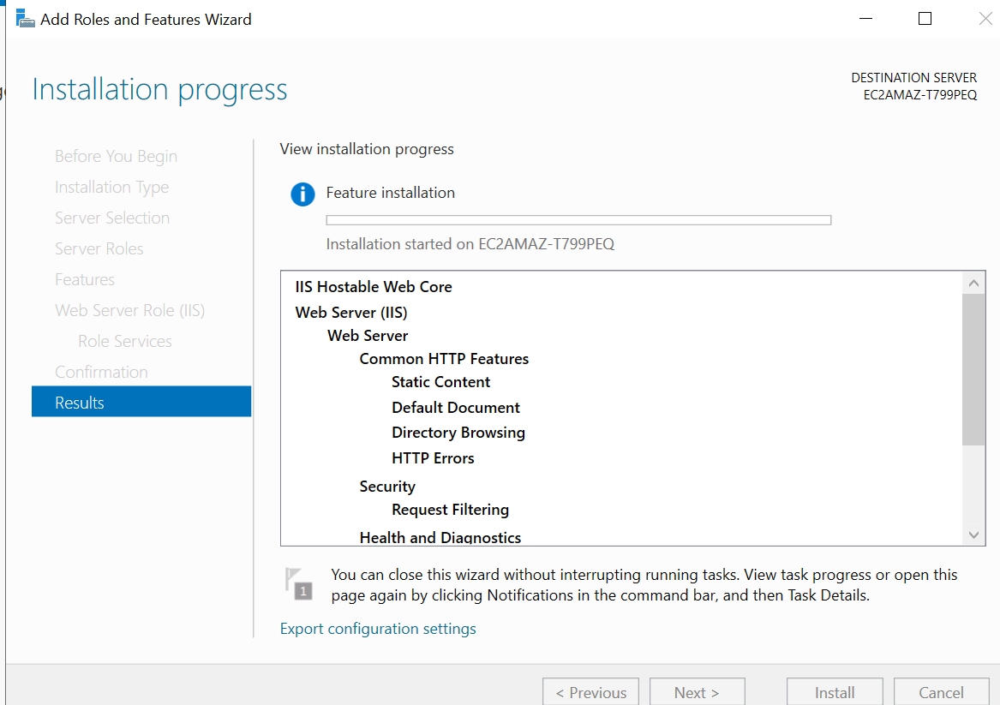 Add Roles and Features Wizard
Installation progress
DESTINATION SERVER
EC2AMAZ-T799PEQ
Before You Begin
Installation Type
Server Selection
Server Roles
Features
Web Server Role (IIS)
Role Services
Confirmation
Results
View installation progress
Feature installation
Installation started on EC2AMAZ-T799PEQ
IIS Hostable Web Core
Web Server (IIS)
Web Server
Common HTTP Features
Static Content
Default Document
Directory Browsing
HTTP Errors
Security
Request Filtering
Health and Diagnostics
1
You can close this wizard without interrupting running tasks. View task progress or open this
page again by clicking Notifications in the command bar, and then Task Details.
Export configuration settings
< Previous
Next >
Install
Cancel